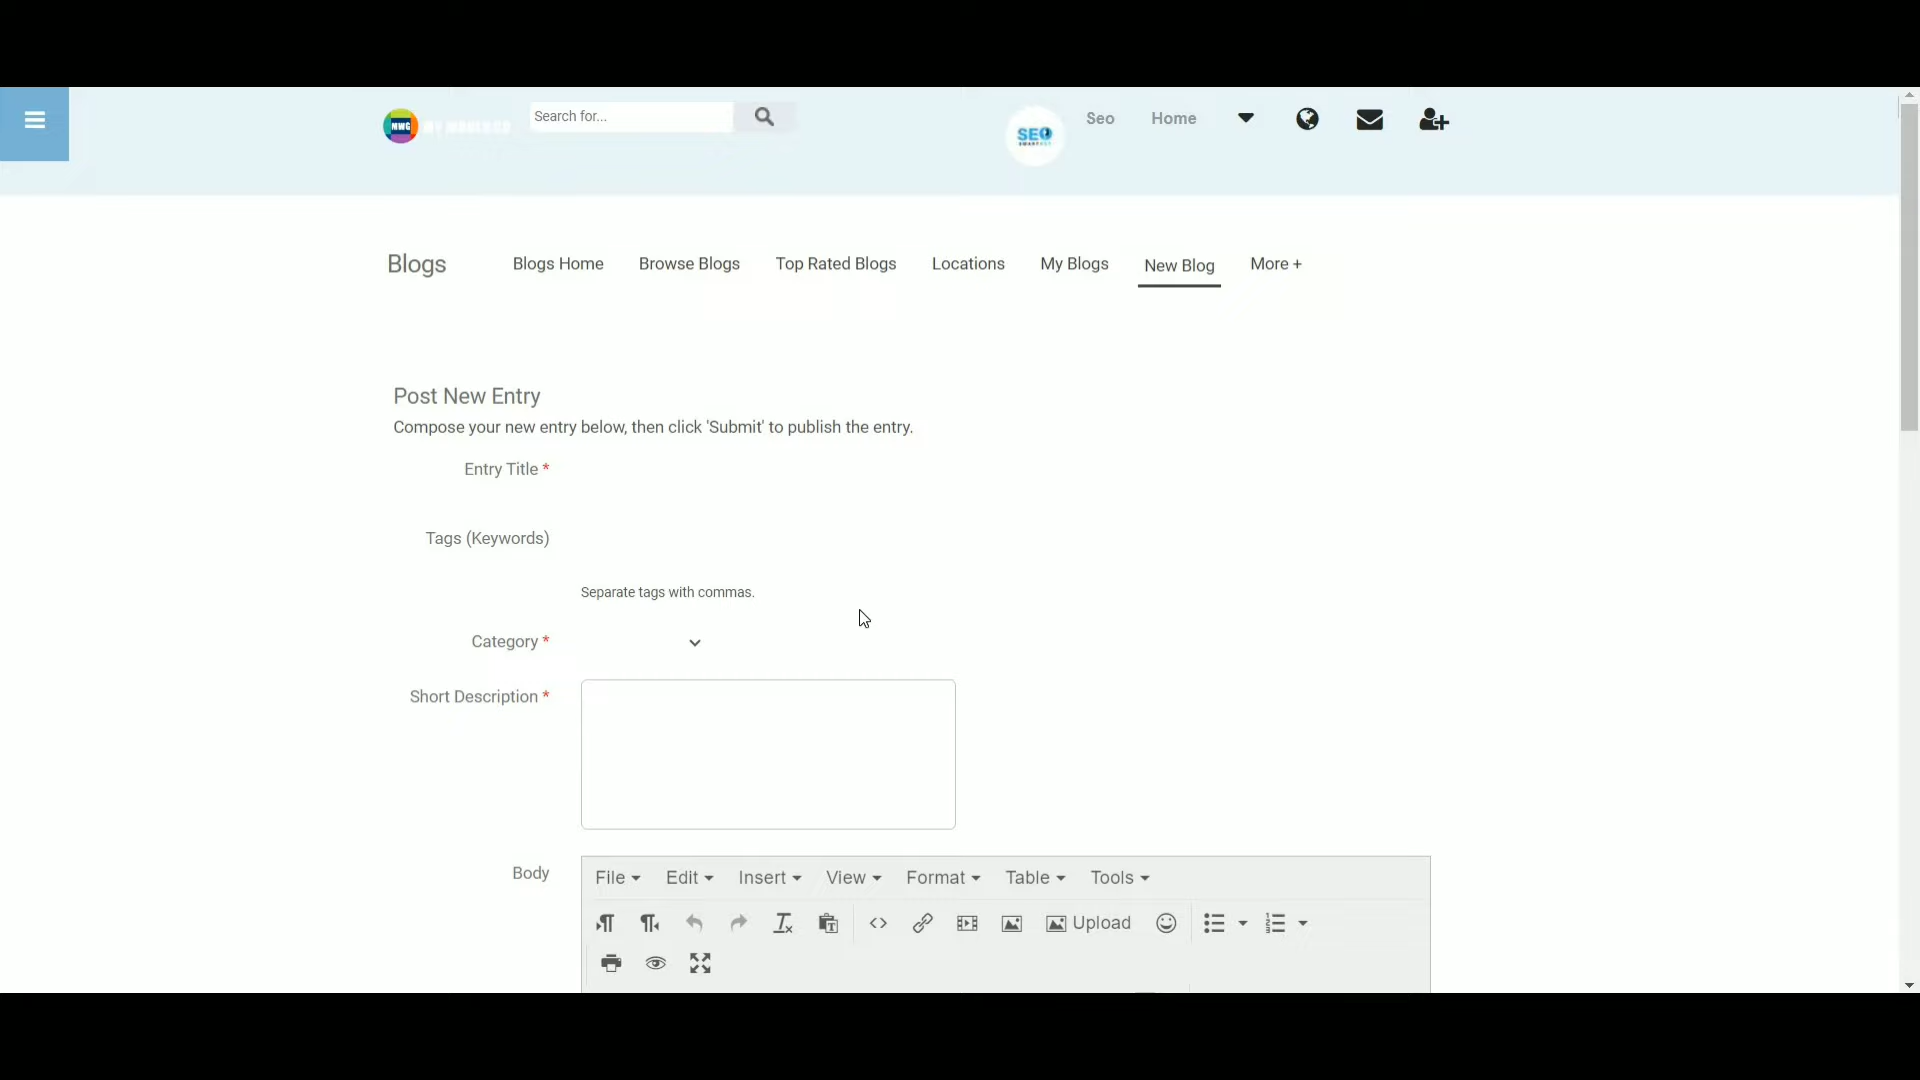 MWG
Search for...
SEO
Seo
Home
Blogs
Blogs Home
Browse Blogs
Top Rated Blogs
Locations
My Blogs
New Blog
More +
Post New Entry
Compose your new entry below, then click 'Submit' to publish the entry.
Entry Title *
Tags (Keywords)
Separate tags with commas.
Category *
Short Description *
Body
File
Edit
Insert
View
Format
Table
Tools
Upload